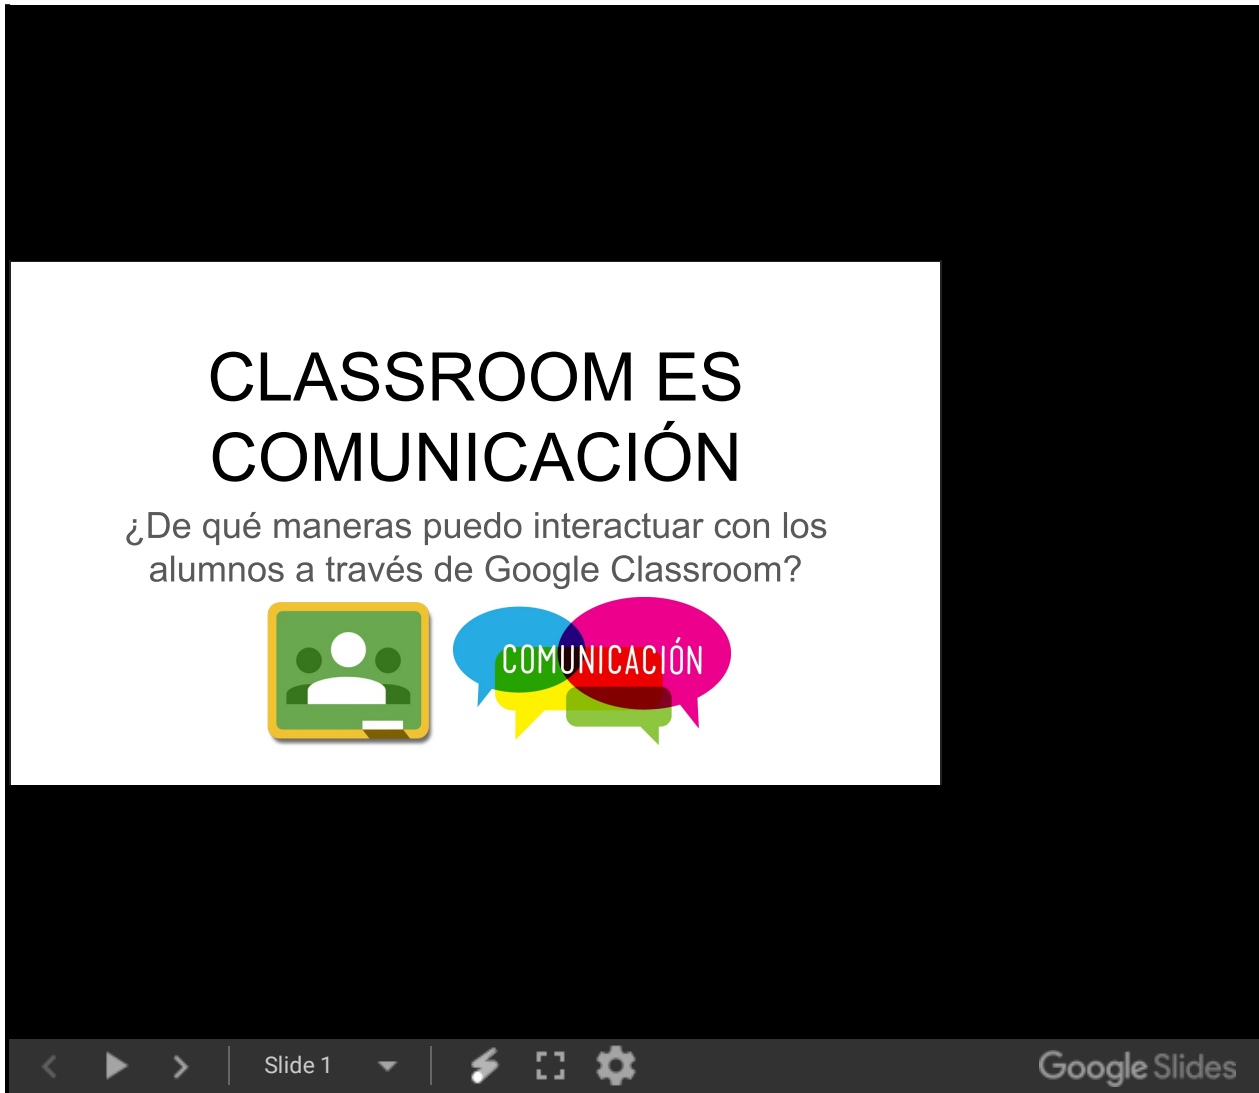 CLASSROOM ES
COMUNICACIÓN
¿De qué maneras puedo interactuar con los
alumnos a través de Google Classroom?
COMUNICACIÓN
Slide 1
Google Slides